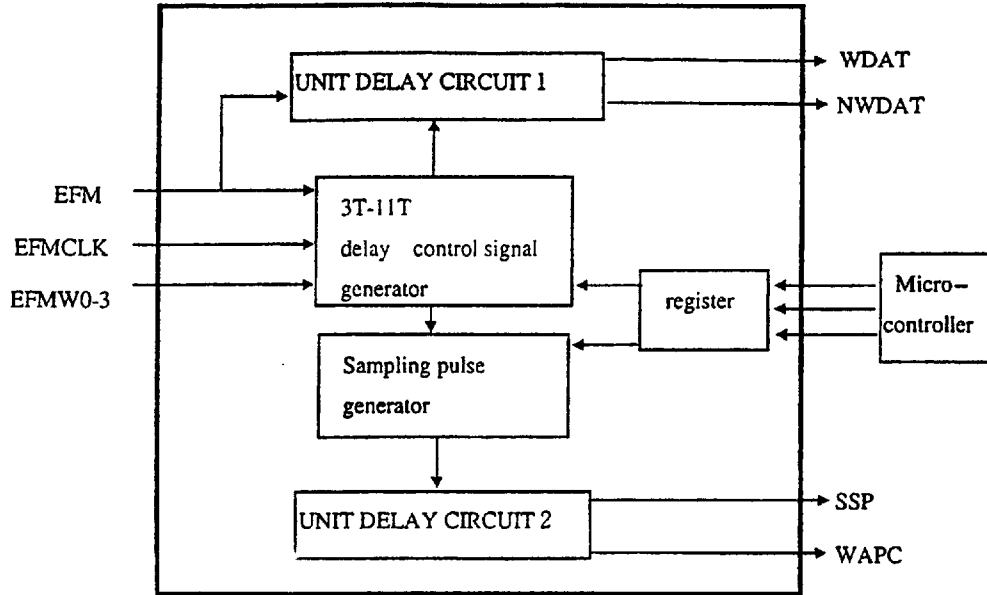 UNIT DELAY CIRCUIT 1
WDAT
NWDAT
EFM
EFMCLK
EFMW0-3
3T-11T
delay control signal
generator
register
Micro-
controller
Sampling pulse
generator
UNIT DELAY CIRCUIT 2
SSP
WAPC